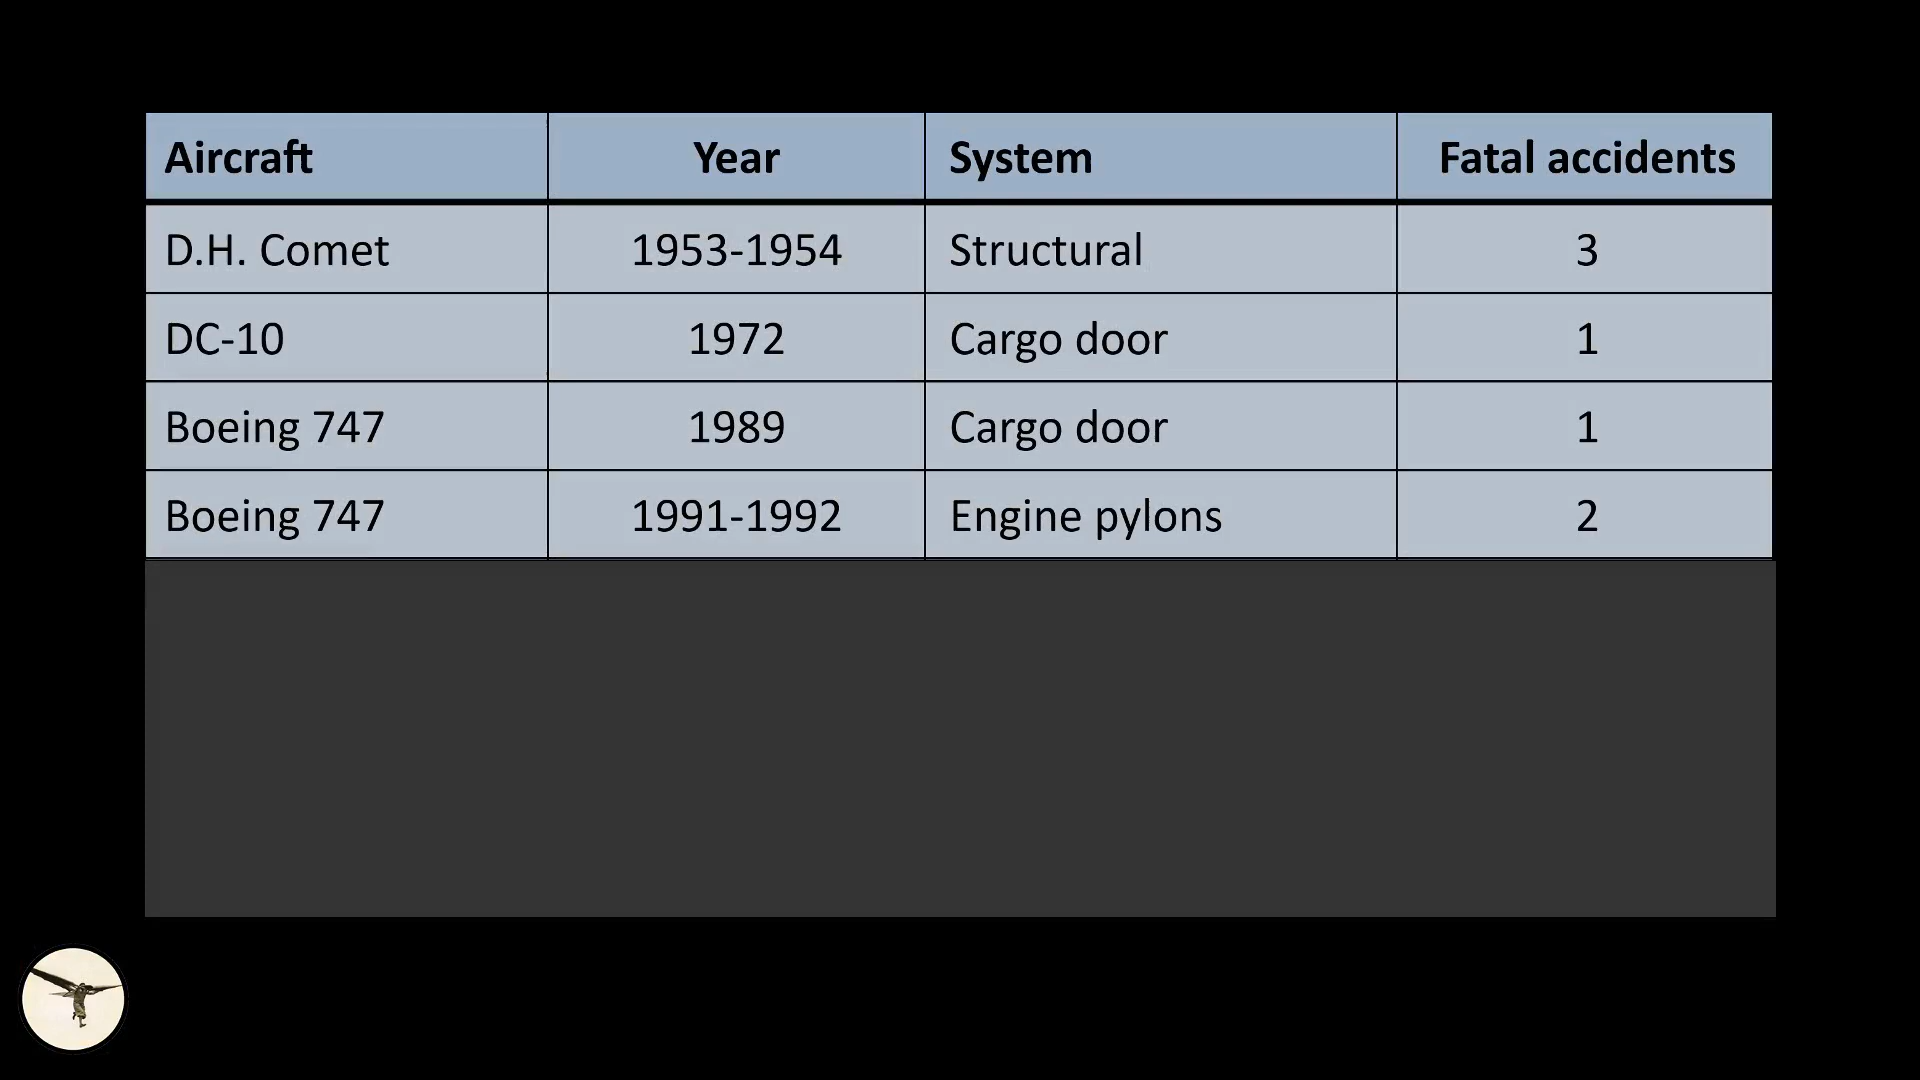 Aircraft Year System Fatal accidents
D.H. Comet 1953-1954 Structural 3
DC-10 1972 Cargo door 1
Boeing 747 1989 Cargo door 1
Boeing 747 1991-1992 Engine pylons 2